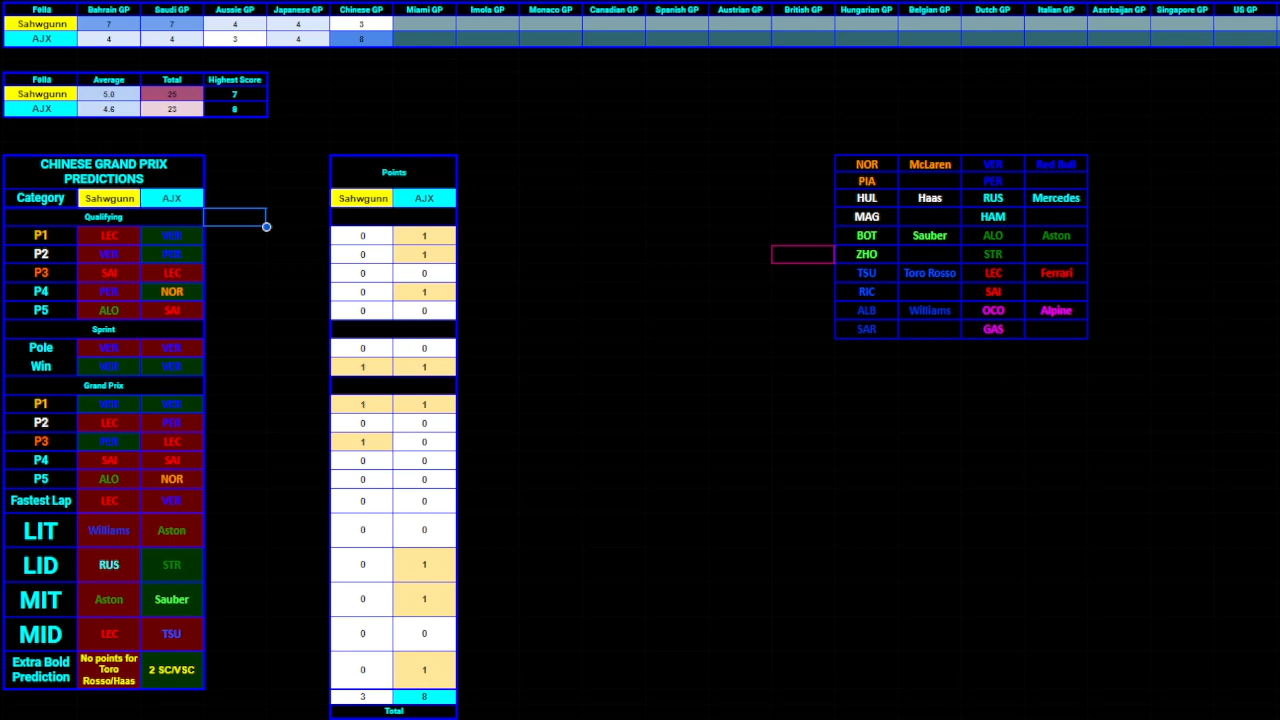 Fella Bahrain GP Saudi GP Aussie GP Japanese GP Chinese GP Miami GP Imola GP Monaco GP Canadian GP Spanish GP Austrian GP British GP Hungarian GP Belgian GP Dutch GP Italian GP Azerbaijan GP Singapore GP US GP
Sahwgunn 7 7 4 4 3
AJX 4 4 3 4 8
Fella Average Total Highest Score
Sahwgunn 5.0 25 7
AJX 4.6 23 8
CHINESE GRAND PRIX
PREDICTIONS
Points
Category Sahwgunn AJX Sahwgunn AJX
Qualifying
P1 LEC VER 0 1
P2 VER PER 0 1
P3 SAI LEC 0 0
P4 PER NOR 0 1
P5 ALO SAI 0 0
Sprint
Pole VER VER 0 0
Win VER VER 1 1
Grand Prix
P1 VER VER 1 1
P2 LEC PER 0 0
P3 PER LEC 1 0
P4 SAI SAI 0 0
P5 ALO NOR 0 0
Fastest Lap LEC VER 0 0
LIT Williams Aston 0 0
LID RUS STR 0 1
MIT Aston Sauber 0 1
MID LEC TSU 0 0
Extra Bold
Prediction
No points for
Toro
Rosso/Haas
2 SC/VSC 0 1
3 8
Total
NOR McLaren VER Red Bull
PIA PER
HUL Haas RUS Mercedes
MAG HAM
BOT Sauber ALO Aston
ZHO STR
TSU Toro Rosso LEC Ferrari
RIC SAI
ALB Williams OCO Alpine
SAR GAS